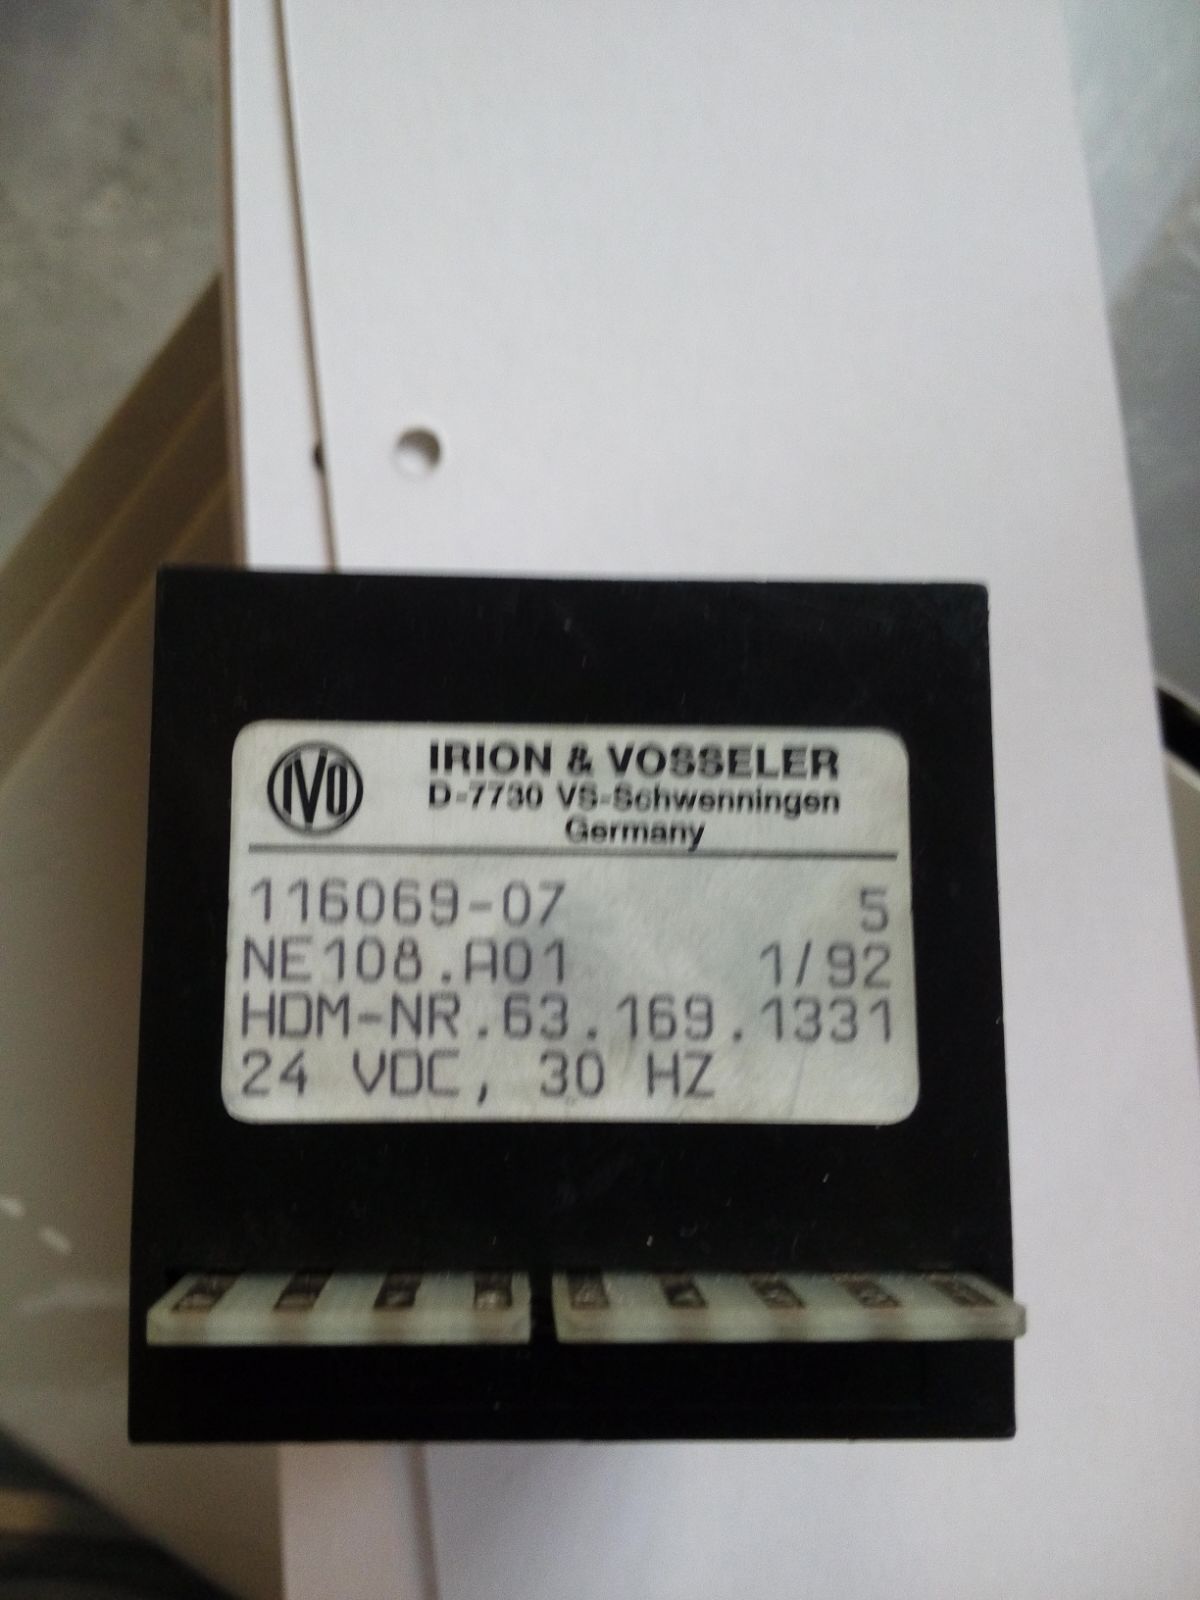 IVO
IRION & VOSSELER
D-7730 VS-Schwenningen
Germany
116069-07 5
NE108.A01 1/92
HDM-NR.63.169.1331
24 VDC, 30 HZ